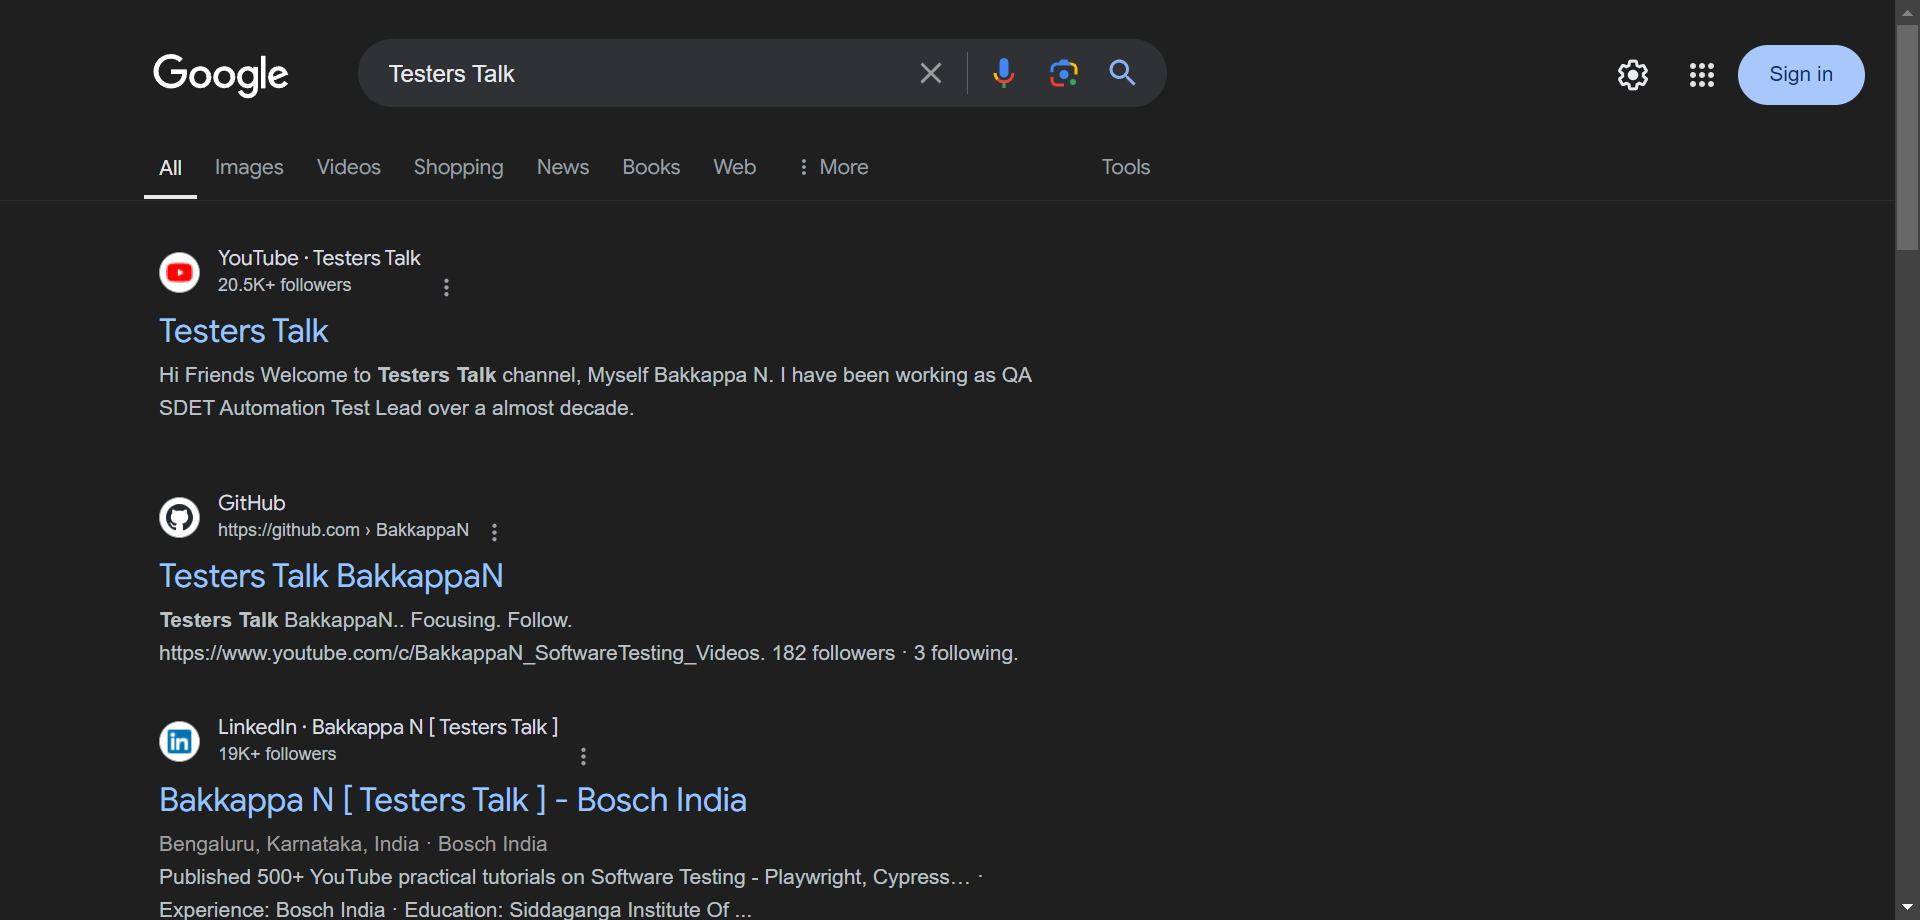 Google
Testers Talk
Sign in
All Images Videos Shopping News Books Web More Tools
YouTube · Testers Talk
20.5K+ followers
Testers Talk
Hi Friends Welcome to Testers Talk channel, Myself Bakkappa N. I have been working as QA
SDET Automation Test Lead over a almost decade.
GitHub
https://github.com › BakkappaN
Testers Talk BakkappaN
Testers Talk BakkappaN.. Focusing. Follow.
https://www.youtube.com/c/BakkappaN_SoftwareTesting_Videos. 182 followers · 3 following.
LinkedIn · Bakkappa N [ Testers Talk ]
19K+ followers
Bakkappa N [ Testers Talk ] - Bosch India
Bengaluru, Karnataka, India · Bosch India
Published 500+ YouTube practical tutorials on Software Testing - Playwright, Cypress… ·
Experience: Bosch India · Education: Siddaganga Institute Of ...